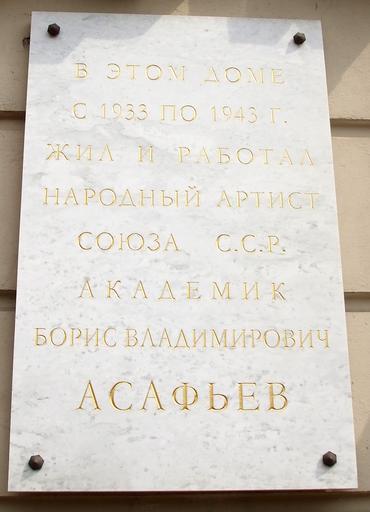 В ЭТОМ ДОМЕ
С 1933 ПО 1943 Г.
ЖИЛ И РАБОТАЛ
НАРОДНЫЙ АРТИСТ
СОЮЗА С.С.Р.
АКАДЕМИК
БОРИС ВЛАДИМИРОВИЧ
АСАФЬЕВ